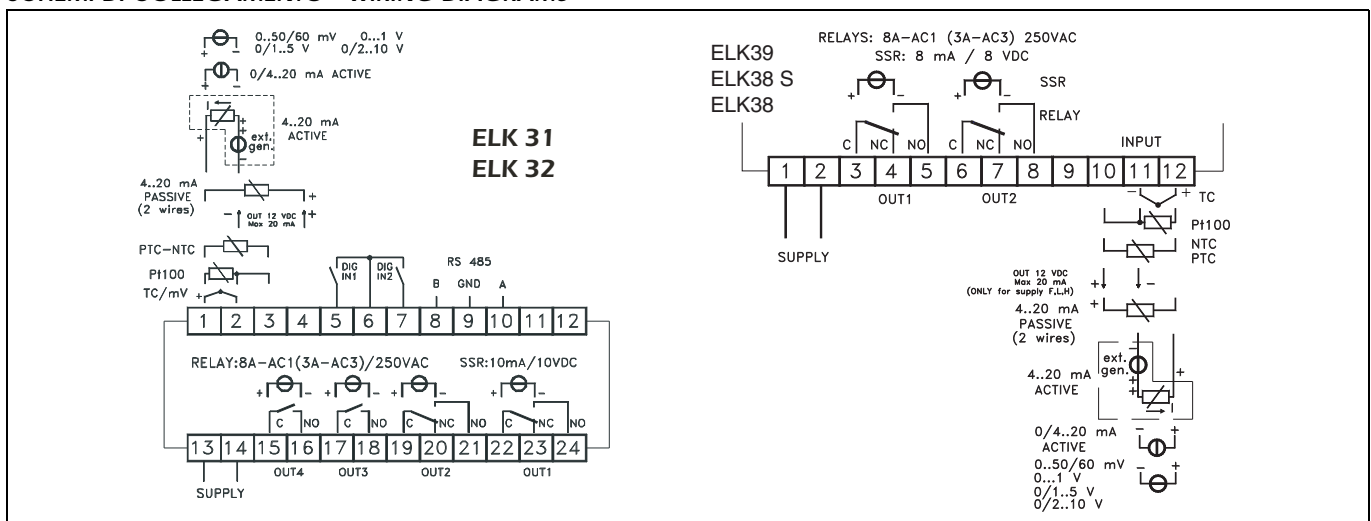 SCHEMI DI COLLEGAMENTO - WIRING DIAGRAMS
0..50/60 mV 0...1 V
0/1..5 V 0/2..10 V
+ -
0/4..20 mA ACTIVE
+ -
4..20 mA
ACTIVE
+
+
+
ext.
gen.
-
4..20 mA
PASSIVE
(2 wires)
+
- OUT 12 VDC +
Max 20 mA
PTC-NTC
Pt100
TC/mV
+ -
DIG
IN1
DIG
IN2
RS 485
B GND A
1 2 3 4 5 6 7 8 9 10 11 12
ELK 31
ELK 32
RELAY:8A-AC1(3A-AC3)/250VAC SSR:10mA/10VDC
+ - + - + - + -
C NO C NO C NC NO C NC NO
13 14 15 16 17 18 19 20 21 22 23 24
OUT4 OUT3 OUT2 OUT1
SUPPLY
ELK39
ELK38 S
ELK38
RELAYS: 8A-AC1 (3A-AC3) 250VAC
SSR: 8 mA / 8 VDC
+ - + - SSR
RELAY
C NC NO C NC NO INPUT
1 2 3 4 5 6 7 8 9 10 11 12
OUT1 OUT2
SUPPLY
- + TC
Pt100
NTC
PTC
OUT 12 VDC
Max 20 mA
(ONLY for supply F,L,H)
+ -
4..20 mA
PASSIVE
(2 wires)
+
4..20 mA
ACTIVE
-
ext.
gen.
+
+
+
0/4..20 mA
ACTIVE
- +
0..50/60 mV
0...1 V
0/1..5 V
0/2..10 V
- +